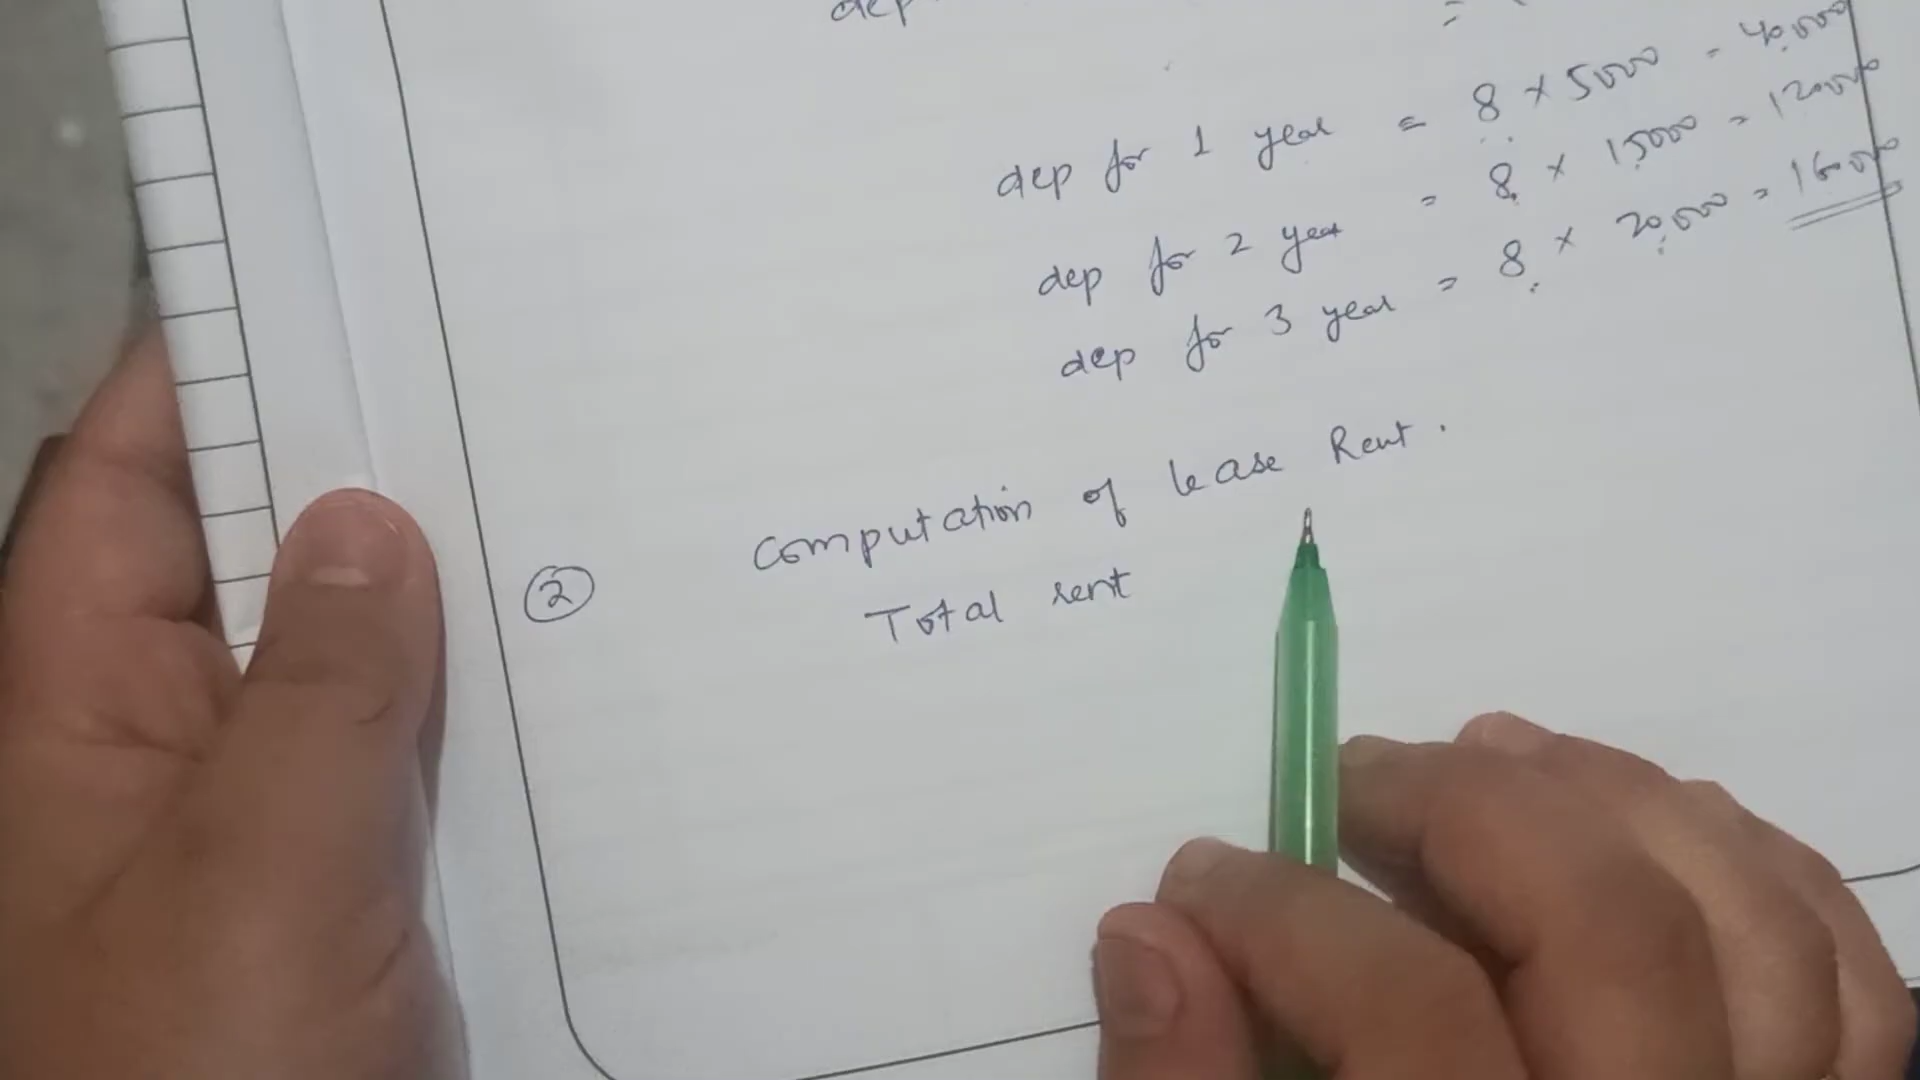 dep
dep for 1 year = 8 × 5000 = 40,000
dep for 2 year = 8 × 15000 = 120000
dep for 3 year = 8 × 20,000 = 160000
② Computation of lease Rent.
Total rent